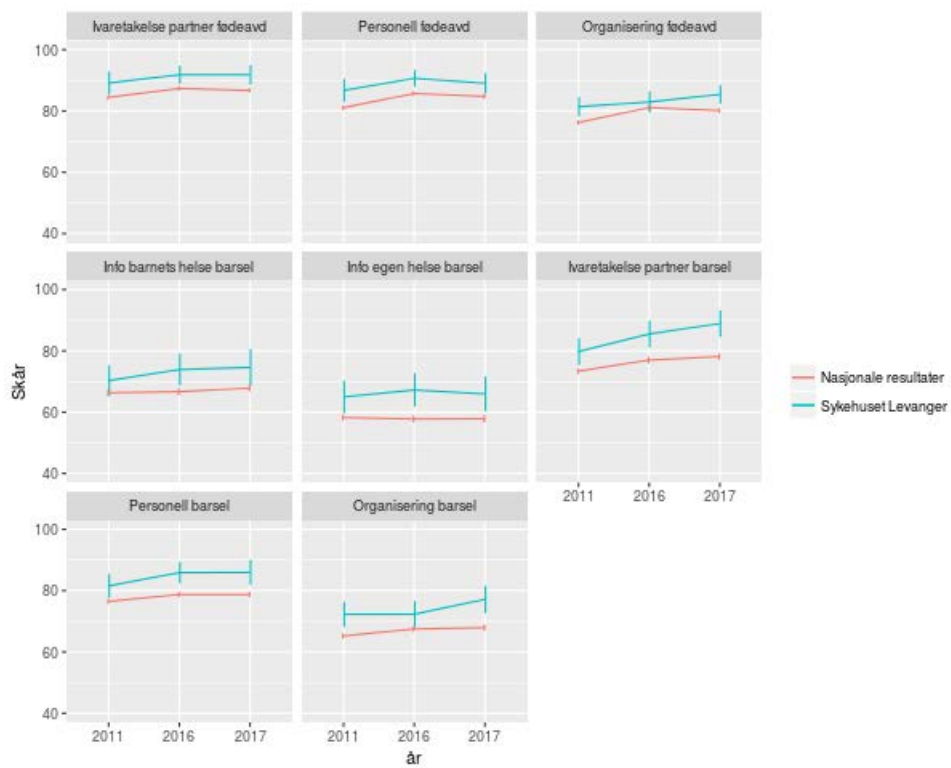 Ivaretakelse partner fødeavd
Personell fødeavd
Organisering fødeavd
100
80
60
40
Info barnets helse barsel
Info egen helse barsel
Ivaretakelse partner barsel
100
80
60
40
Skår
Nasjonale resultater
Sykehuset Levanger
2011 2016 2017
Personell barsel
Organisering barsel
100
80
60
40
2011 2016 2017
2011 2016 2017
år